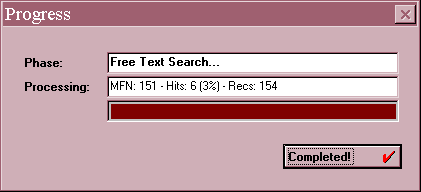 Progress
Phase: Free Text Search...
Processing: MFN: 151 - Hits: 6 (3%) - Recs: 154
Completed!